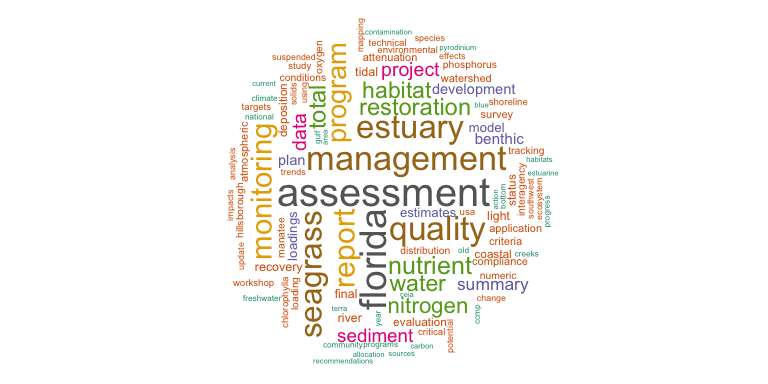 contamination
technical
species
mapping
environmental
pyrodinium
suspended
oxygen
attenuation
effects
study
program
tidal
project
phosphorus
current
conditions
watershed
deposition
solids
using
total
habitat
development
climate
targets
restoration
blue
shoreline
national
data
gulf
area
estuary
survey
model
monitoring
atmospheric
benthic
plan
management
tracking
analysis
trends
habitats
estuarine
assessment
status
interagency
southwest
ecosystem
progress
action
bottom
impacts
hillsborough
manatee
loadings
seagrass
report
florida
estimates
usa
light
quality
application
criteria
update
distribution
old
coastal
creeks
recovery
nutrient
compliance
workshop
chlorophylla
loading
water
numeric
summary
freshwater
final
ceia
change
terra
nitrogen
ccmp
river
year
evaluation
potential
sediment
critical
community
programs
carbon
allocation
sources
recommendations